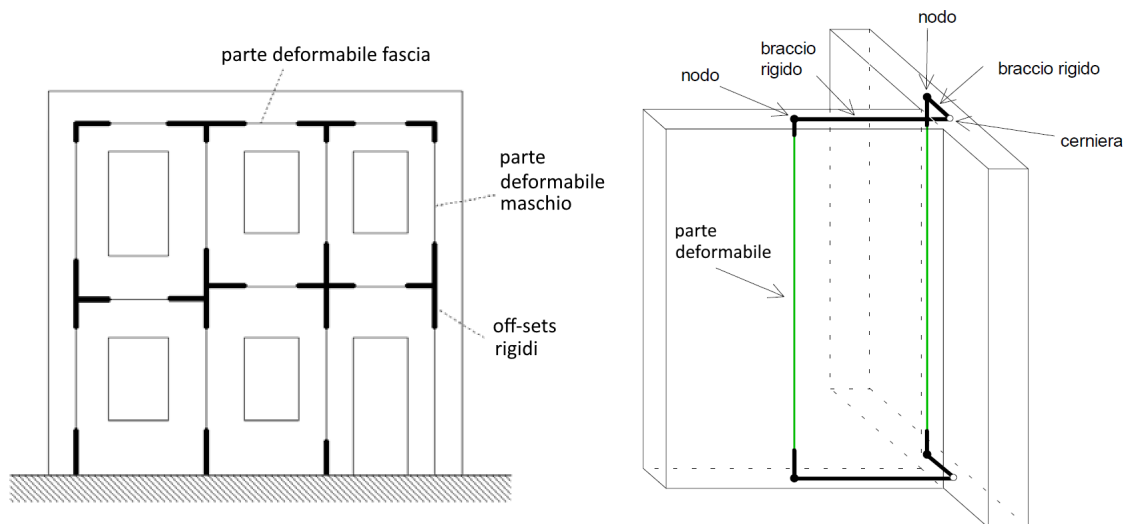 parte deformabile fascia
parte
deformabile
maschio
off-sets
rigidi
nodo
braccio
rigido
nodo
braccio rigido
cerniera
parte
deformabile